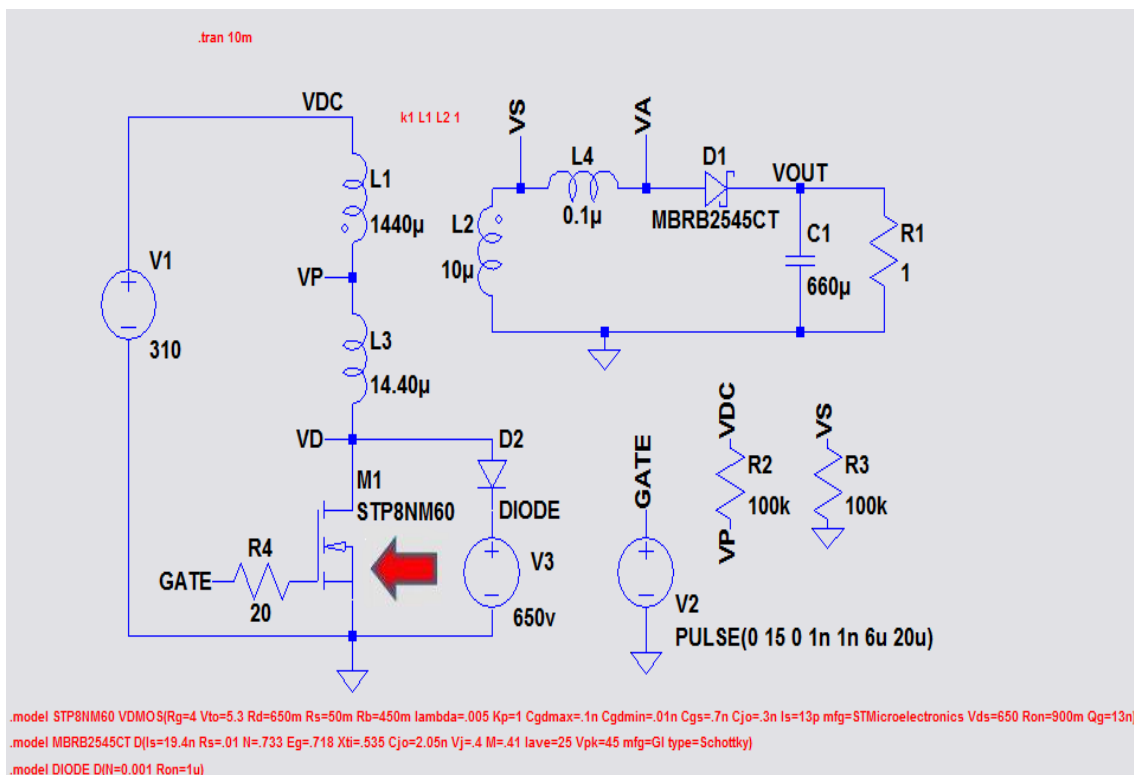 .tran 10m
VDC
k1 L1 L2 1
VS
VA
L4
D1
VOUT
L1
1440µ
0.1µ
MBRB2545CT
L2
C1
R1
10µ
660µ
1
V1
VP
310
L3
14.40µ
VD
D2
M1
STP8NM60
DIODE
GATE
VDC
VS
R2
100k
R3
100k
VP
R4
GATE
20
V3
650v
V2
PULSE(0 15 0 1n 1n 6u 20u)
.model STP8NM60 VDMOS(Rg=4 Vto=5.3 Rd=650m Rs=50m Rb=450m lambda=.005 Kp=1 Cgdmax=.1n Cgdmin=.01n Cgs=.7n Cjo=.3n Is=13p mfg=STMicroelectronics Vds=650 Ron=900m Qg=13n)
.model MBRB2545CT D(Is=19.4n Rs=.01 N=.733 Eg=.718 Xti=.535 Cjo=2.05n Vj=.4 M=.41 Iave=25 Vpk=45 mfg=GI type=Schottky)
.model DIODE D(N=0.001 Ron=1u)